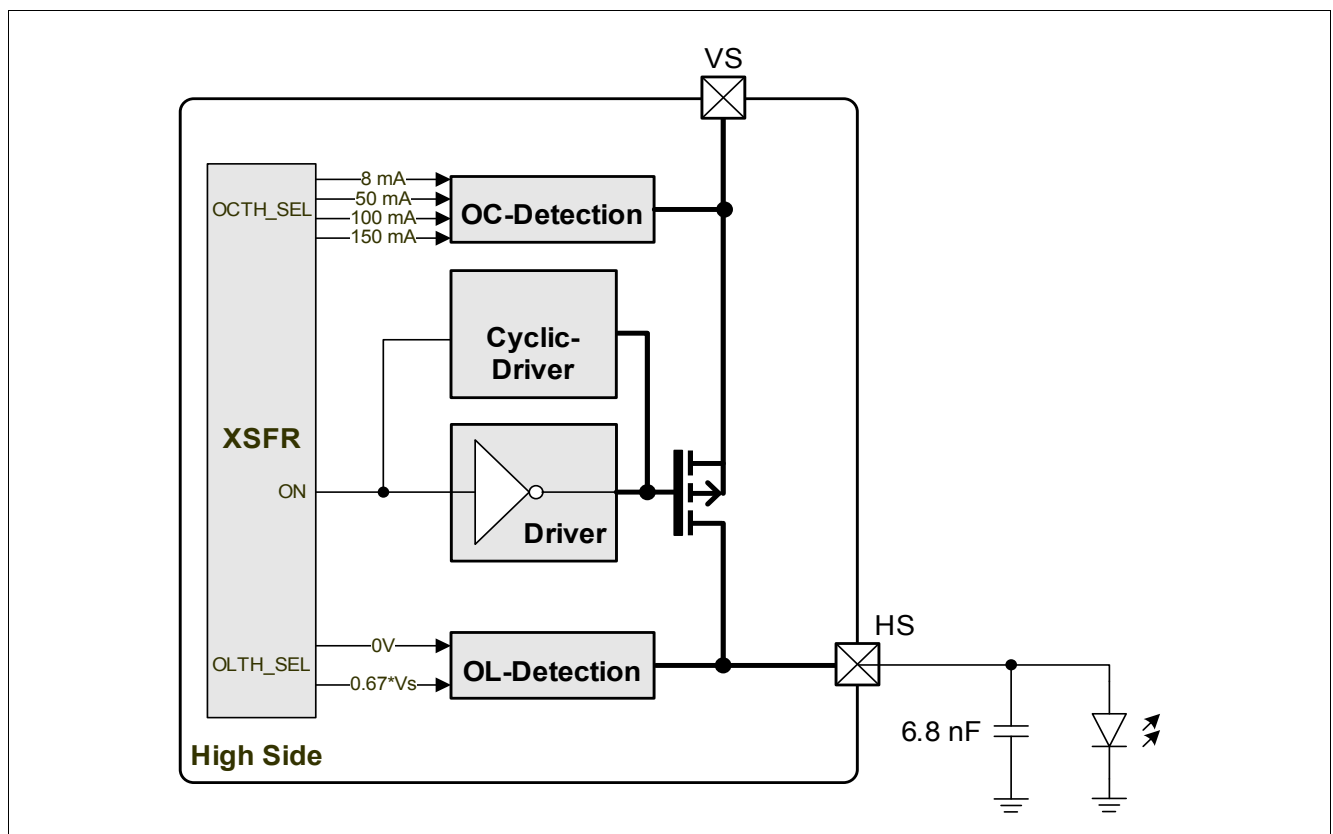 VS
8 mA
50 mA
OCTH_SEL
100 mA
150 mA
OC-Detection
Cyclic-
Driver
XSFR
ON
Driver
HS
0V
OLTH_SEL
0.67*Vs
OL-Detection
6.8 nF
High Side